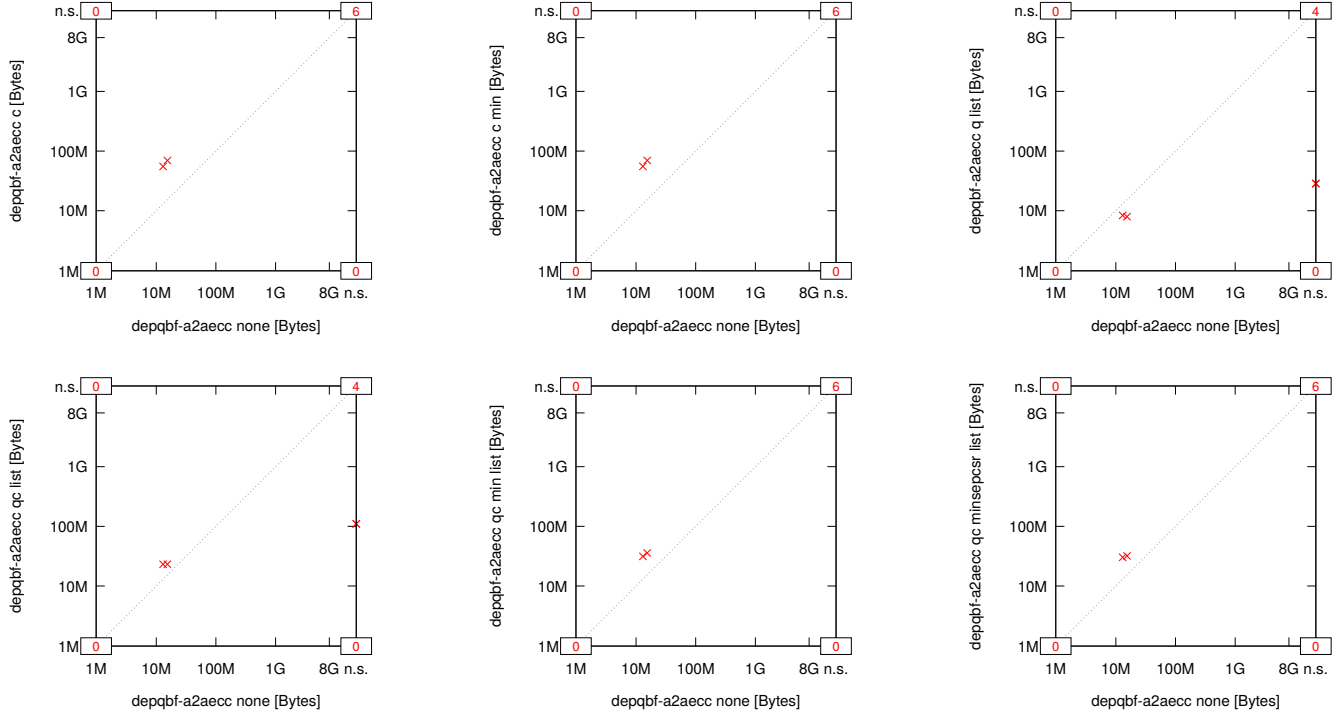 n.s. 0 6
8G
1G
100M
10M
1M 0 0
1M 10M 100M 1G 8G n.s.
depqbf-a2aecc c [Bytes]
depqbf-a2aecc none [Bytes]
n.s. 0 6
8G
1G
100M
10M
1M 0 0
1M 10M 100M 1G 8G n.s.
depqbf-a2aecc c min [Bytes]
depqbf-a2aecc none [Bytes]
n.s. 0 4
8G
1G
100M
10M
1M 0 0
1M 10M 100M 1G 8G n.s.
depqbf-a2aecc q list [Bytes]
depqbf-a2aecc none [Bytes]
n.s. 0 4
8G
1G
100M
10M
1M 0 0
1M 10M 100M 1G 8G n.s.
depqbf-a2aecc qc list [Bytes]
depqbf-a2aecc none [Bytes]
n.s. 0 6
8G
1G
100M
10M
1M 0 0
1M 10M 100M 1G 8G n.s.
depqbf-a2aecc qc min list [Bytes]
depqbf-a2aecc none [Bytes]
n.s. 0 6
8G
1G
100M
10M
1M 0 0
1M 10M 100M 1G 8G n.s.
depqbf-a2aecc qc minsepcsr list [Bytes]
depqbf-a2aecc none [Bytes]